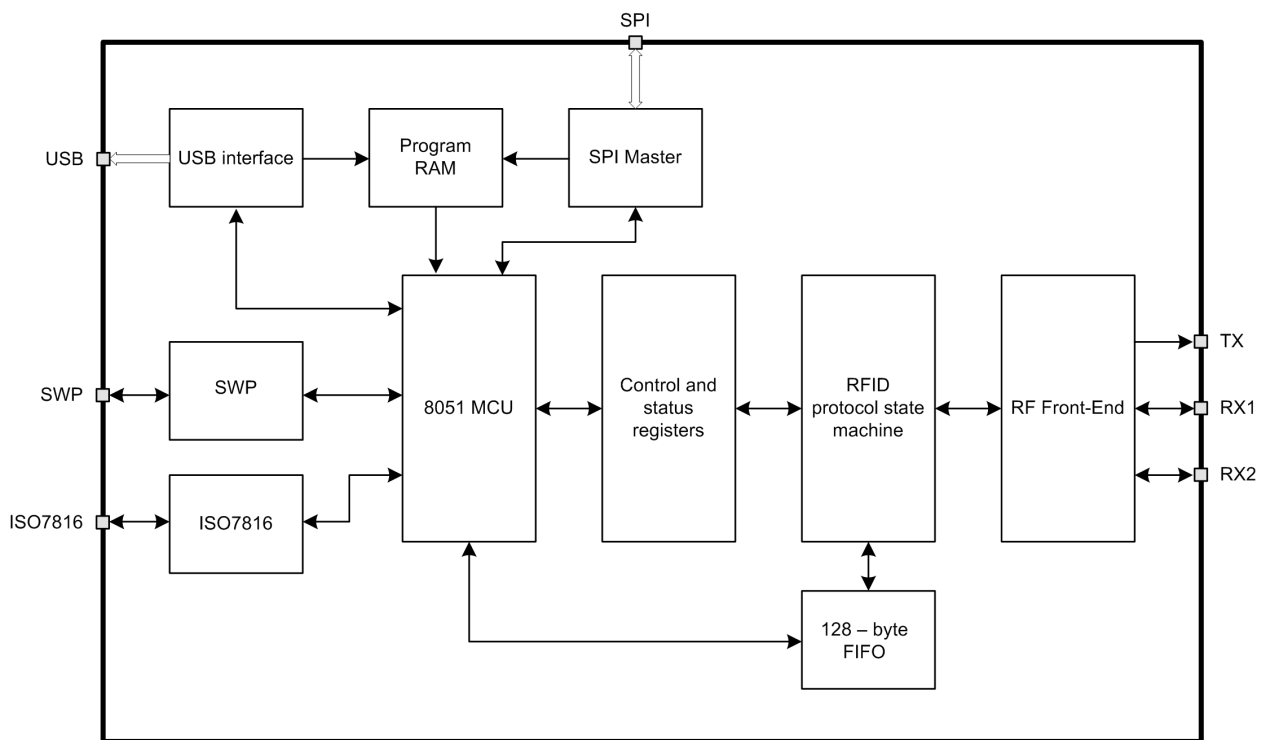 SPI
USB
USB interface
Program
RAM
SPI Master
SWP
SWP
ISO7816
ISO7816
8051 MCU
Control and
status
registers
RFID
protocol state
machine
RF Front-End
TX
RX1
RX2
128 – byte
FIFO